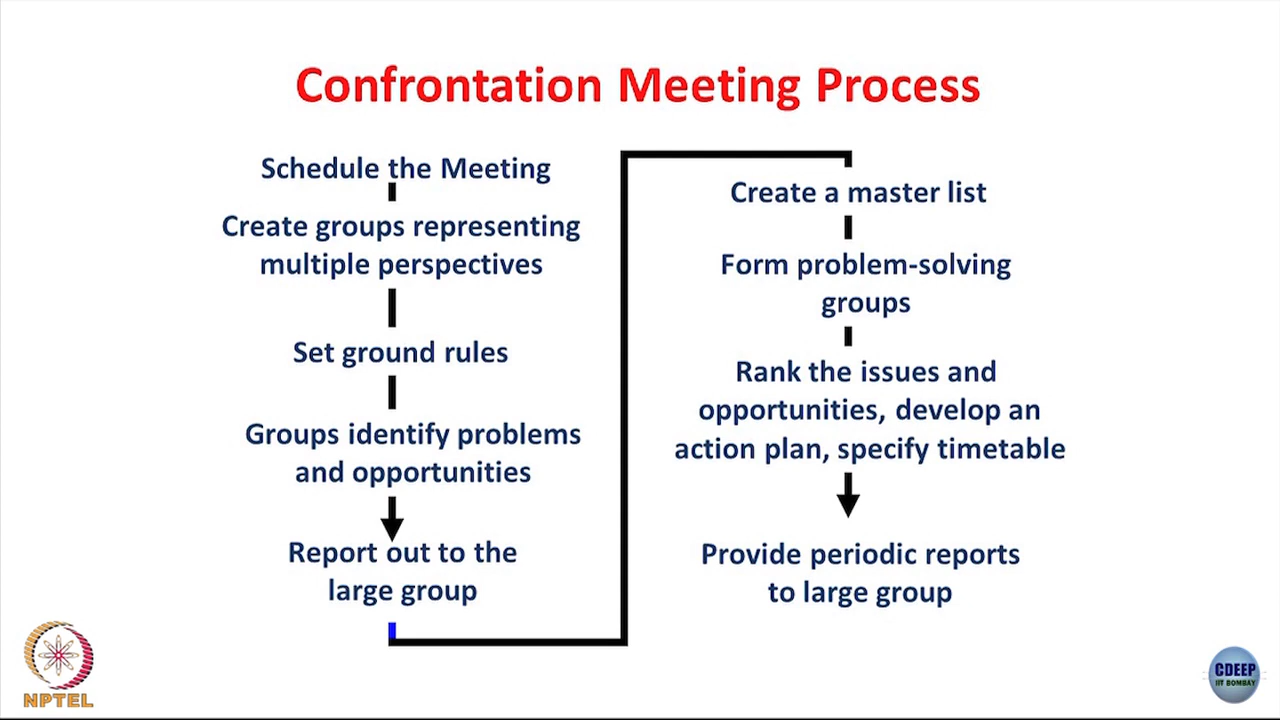 Confrontation Meeting Process
Schedule the Meeting
Create groups representing
multiple perspectives
Set ground rules
Groups identify problems
and opportunities
Report out to the
large group
Create a master list
Form problem-solving
groups
Rank the issues and
opportunities, develop an
action plan, specify timetable
Provide periodic reports
to large group
NPTEL
CDEEP
IIT BOMBAY